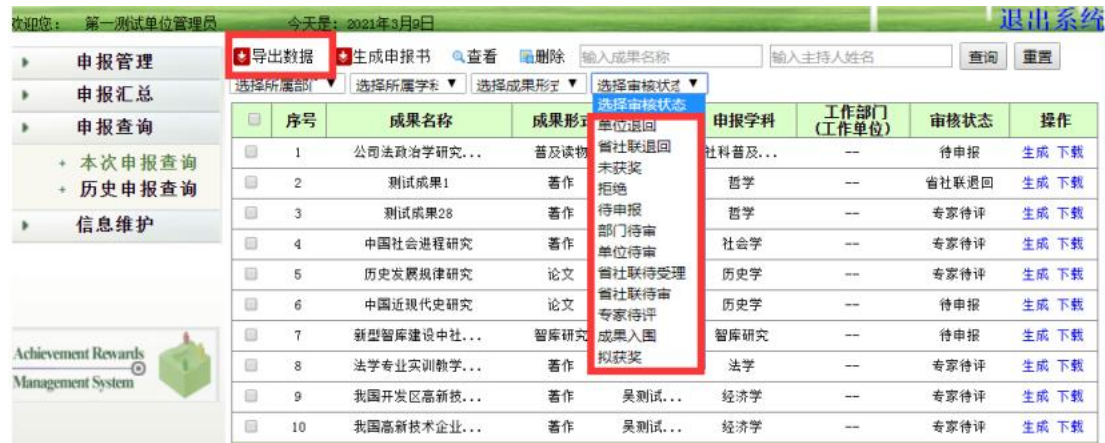 欢迎您： 第一测试单位管理员 今天是：2021年3月9日 退出系统
申报管理
申报汇总
申报查询
本次申报查询
历史申报查询
信息维护
Achievement Rewards
Management System
导出数据 生成申报书 查看 删除 输入成果名称 输入主持人姓名 查询 重置
选择所属部门 选择所属学科 选择成果形式 选择审核状态
选择审核状态
单位退回
省社联退回
未获奖
拒绝
待申报
部门待审
单位待审
省社联待受理
省社联待审
专家待评
成果入围
拟获奖
序号 成果名称 成果形式 申报学科 工作部门 审核状态 操作
(工作单位)
1 公司法政治学研究... 普及读物 社科普及... -- 待申报 生成 下载
2 测试成果1 著作 哲学 -- 省社联退回 生成 下载
3 测试成果28 著作 哲学 -- 专家待评 生成 下载
4 中国社会进程研究 著作 社会学 -- 专家待评 生成 下载
5 历史发展规律研究 论文 历史学 -- 专家待评 生成 下载
6 中国近现代史研究 论文 历史学 -- 待申报 生成 下载
7 新型智库建设中社... 智库研究 智库研究 -- 待申报 生成 下载
8 法学专业实训教学... 著作 法学 -- 专家待评 生成 下载
9 我国开发区高新技... 著作 吴测试... 经济学 -- 专家待评 生成 下载
10 我国高新技术企业... 著作 吴测试... 经济学 -- 专家待评 生成 下载